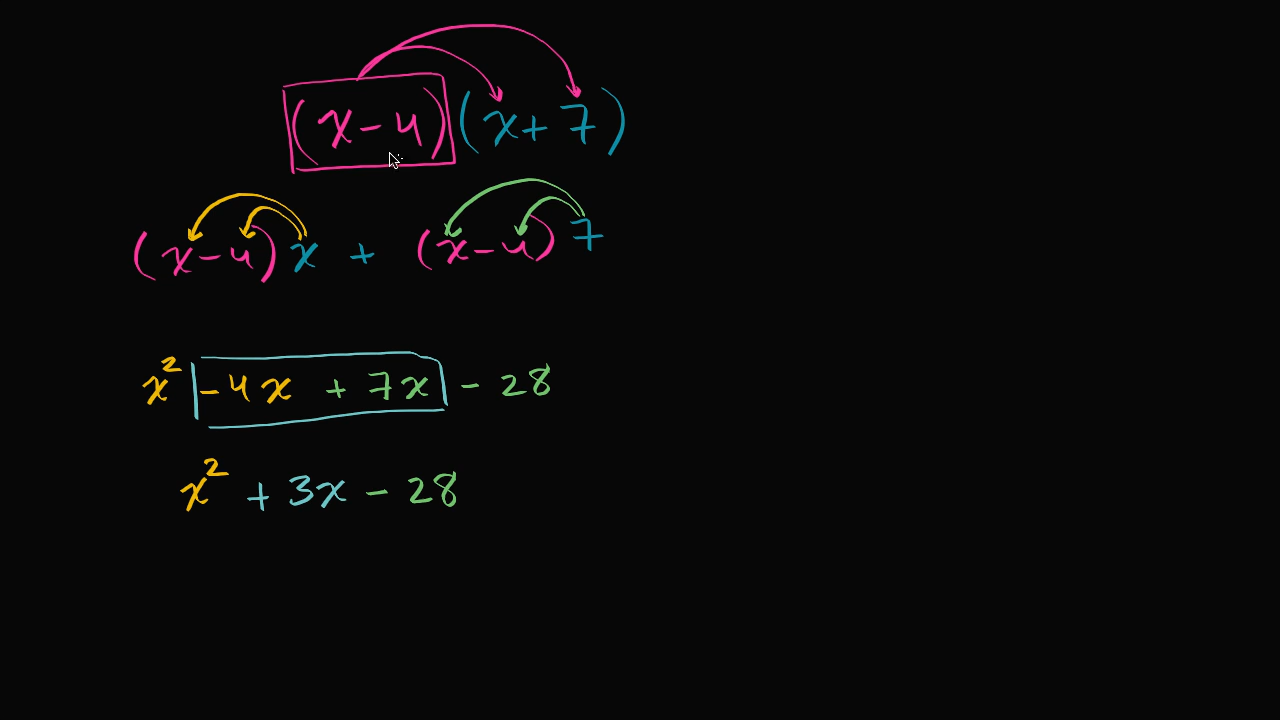 (x-4)(x+7)
(x-4)x + (x-4)7
x² -4x + 7x - 28
x² + 3x - 28